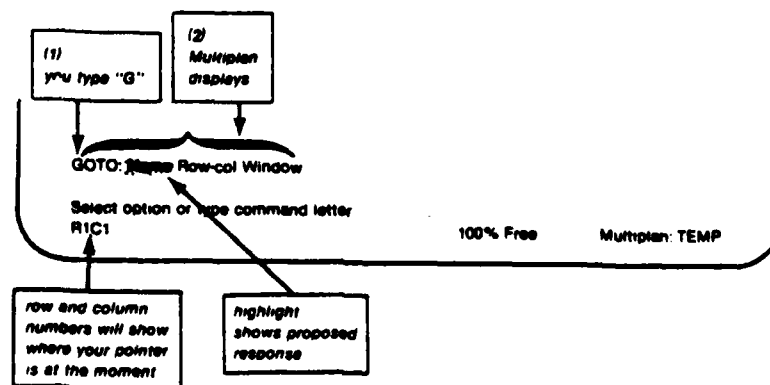 (1)
you type "G"
(2)
Multiplan
displays
GOTO: Name Row-col Window
Select option or type command letter
R1C1
100% Free
Multiplan: TEMP
row and column
numbers will show
where your pointer
is at the moment
highlight
shows proposed
response